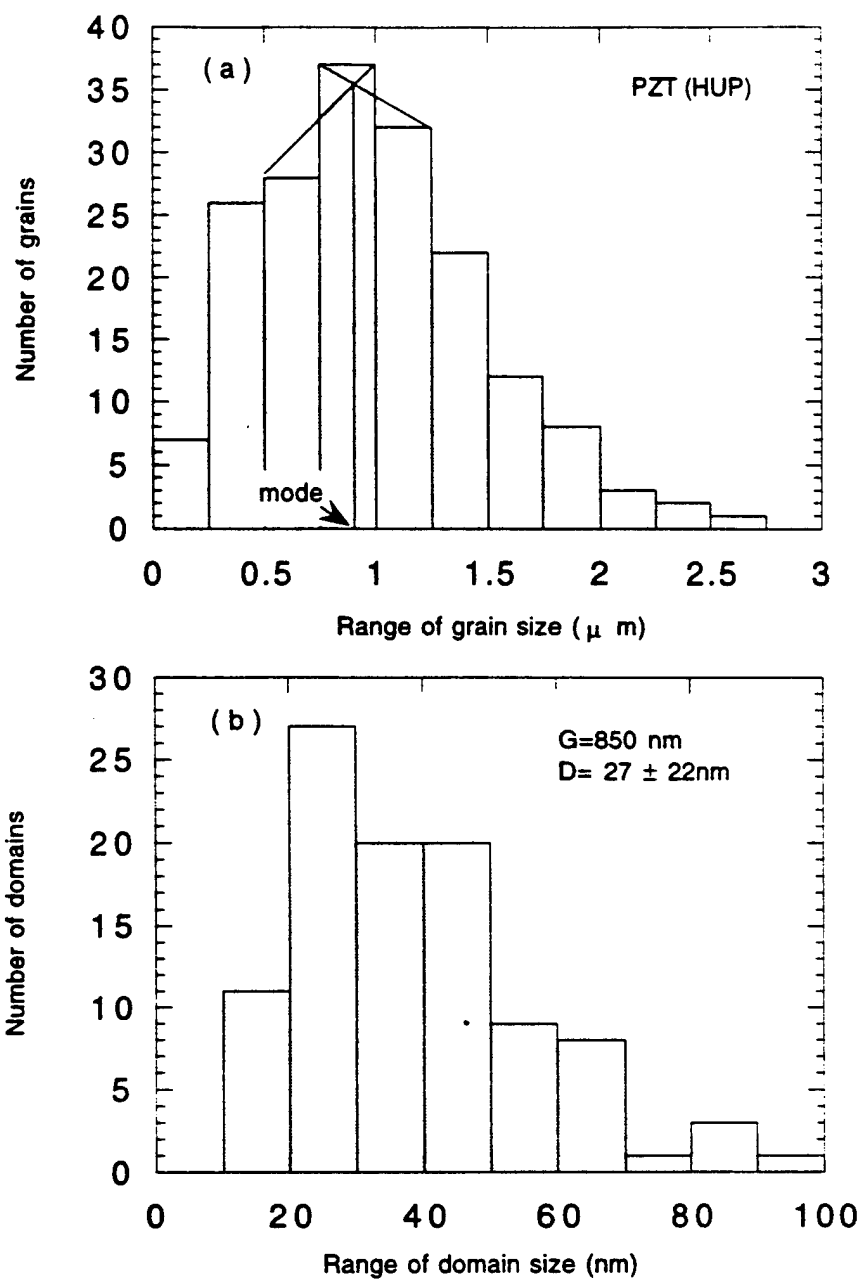 (a)
PZT (HUP)
40
35
30
25
20
15
10
5
0
Number of grains
mode
0 0.5 1 1.5 2 2.5 3
Range of grain size (μ m)
(b)
G=850 nm
D= 27 ± 22nm
30
25
20
15
10
5
0
Number of domains
0 20 40 60 80 100
Range of domain size (nm)